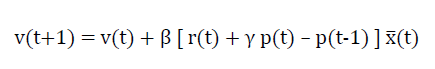 v(t+1) = v(t) + β [ r(t) + γ p(t) – p(t-1) ] x̄(t)